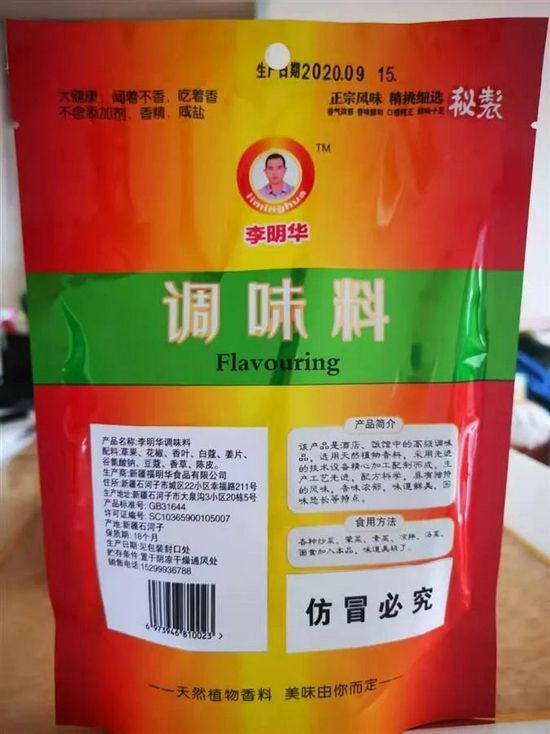 生产日期2020.09 15.
大健康，闻着不香，吃着香
不含添加剂、香精、咸盐
正宗风味 精挑细选
秘製
TM
limínghua
李明华
调味料
Flavouring
产品名称:李明华调味料
配料:草果、花椒、香叶、白蔻、姜片、
谷氨酸钠、豆蔻、香草、陈皮。
生产商:新疆福明华食品有限公司
住所:新疆石河子市城区22小区幸福路211号
生产地址:新疆石河子市大泉沟3小区20栋5号
产品标准号: GB31644
许可证编号: SC10365900105007
产地:新疆石河子
保质期: 18个月
生产日期:见包装封口处
贮存条件:置于阴凉干燥通风处
销售电话:15299936788
6 973946 810023
产品简介
该产品是酒店、饭馆中的高级调味
品，选用天然植物香料，采用先进
的技术设备精心加工配制而成，生
产工艺先进，配方科学，具有独特
的风味，香味浓郁，味道鲜美，回
味悠长等特点。
食用方法
各种炒菜、荤菜、素菜、凉拌、汤菜、
面食加入本品，味道美极了。
仿冒必究
——天然植物香料 美味由你而定——